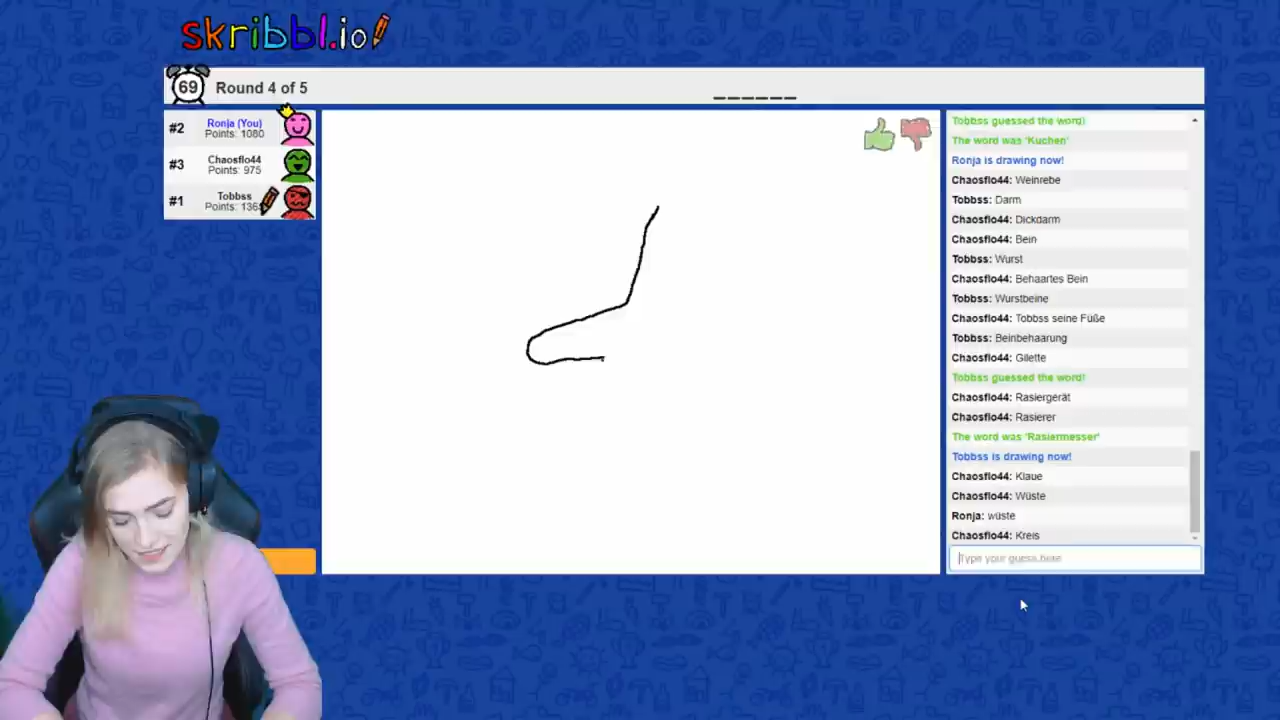 skribbl.io
69
Round 4 of 5
______
#2
Ronja (You)
Points: 1080
#3
Chaosflo44
Points: 975
#1
Tobbss
Tobbss guessed the word!
The word was 'Kuchen'
Ronja is drawing now!
Chaosflo44: Weinrebe
Tobbss: Darm
Chaosflo44: Dickdarm
Chaosflo44: Bein
Tobbss: Wurst
Chaosflo44: Behaartes Bein
Tobbss: Wurstbeine
Chaosflo44: Tobbss seine Füße
Tobbss: Beinbehaarung
Chaosflo44: Gilette
Tobbss guessed the word!
Chaosflo44: Rasiergerät
Chaosflo44: Rasierer
The word was 'Rasiermesser'
Tobbss is drawing now!
Chaosflo44: Klaue
Chaosflo44: Wüste
Ronja: wüste
Chaosflo44: Kreis
Type your guess here